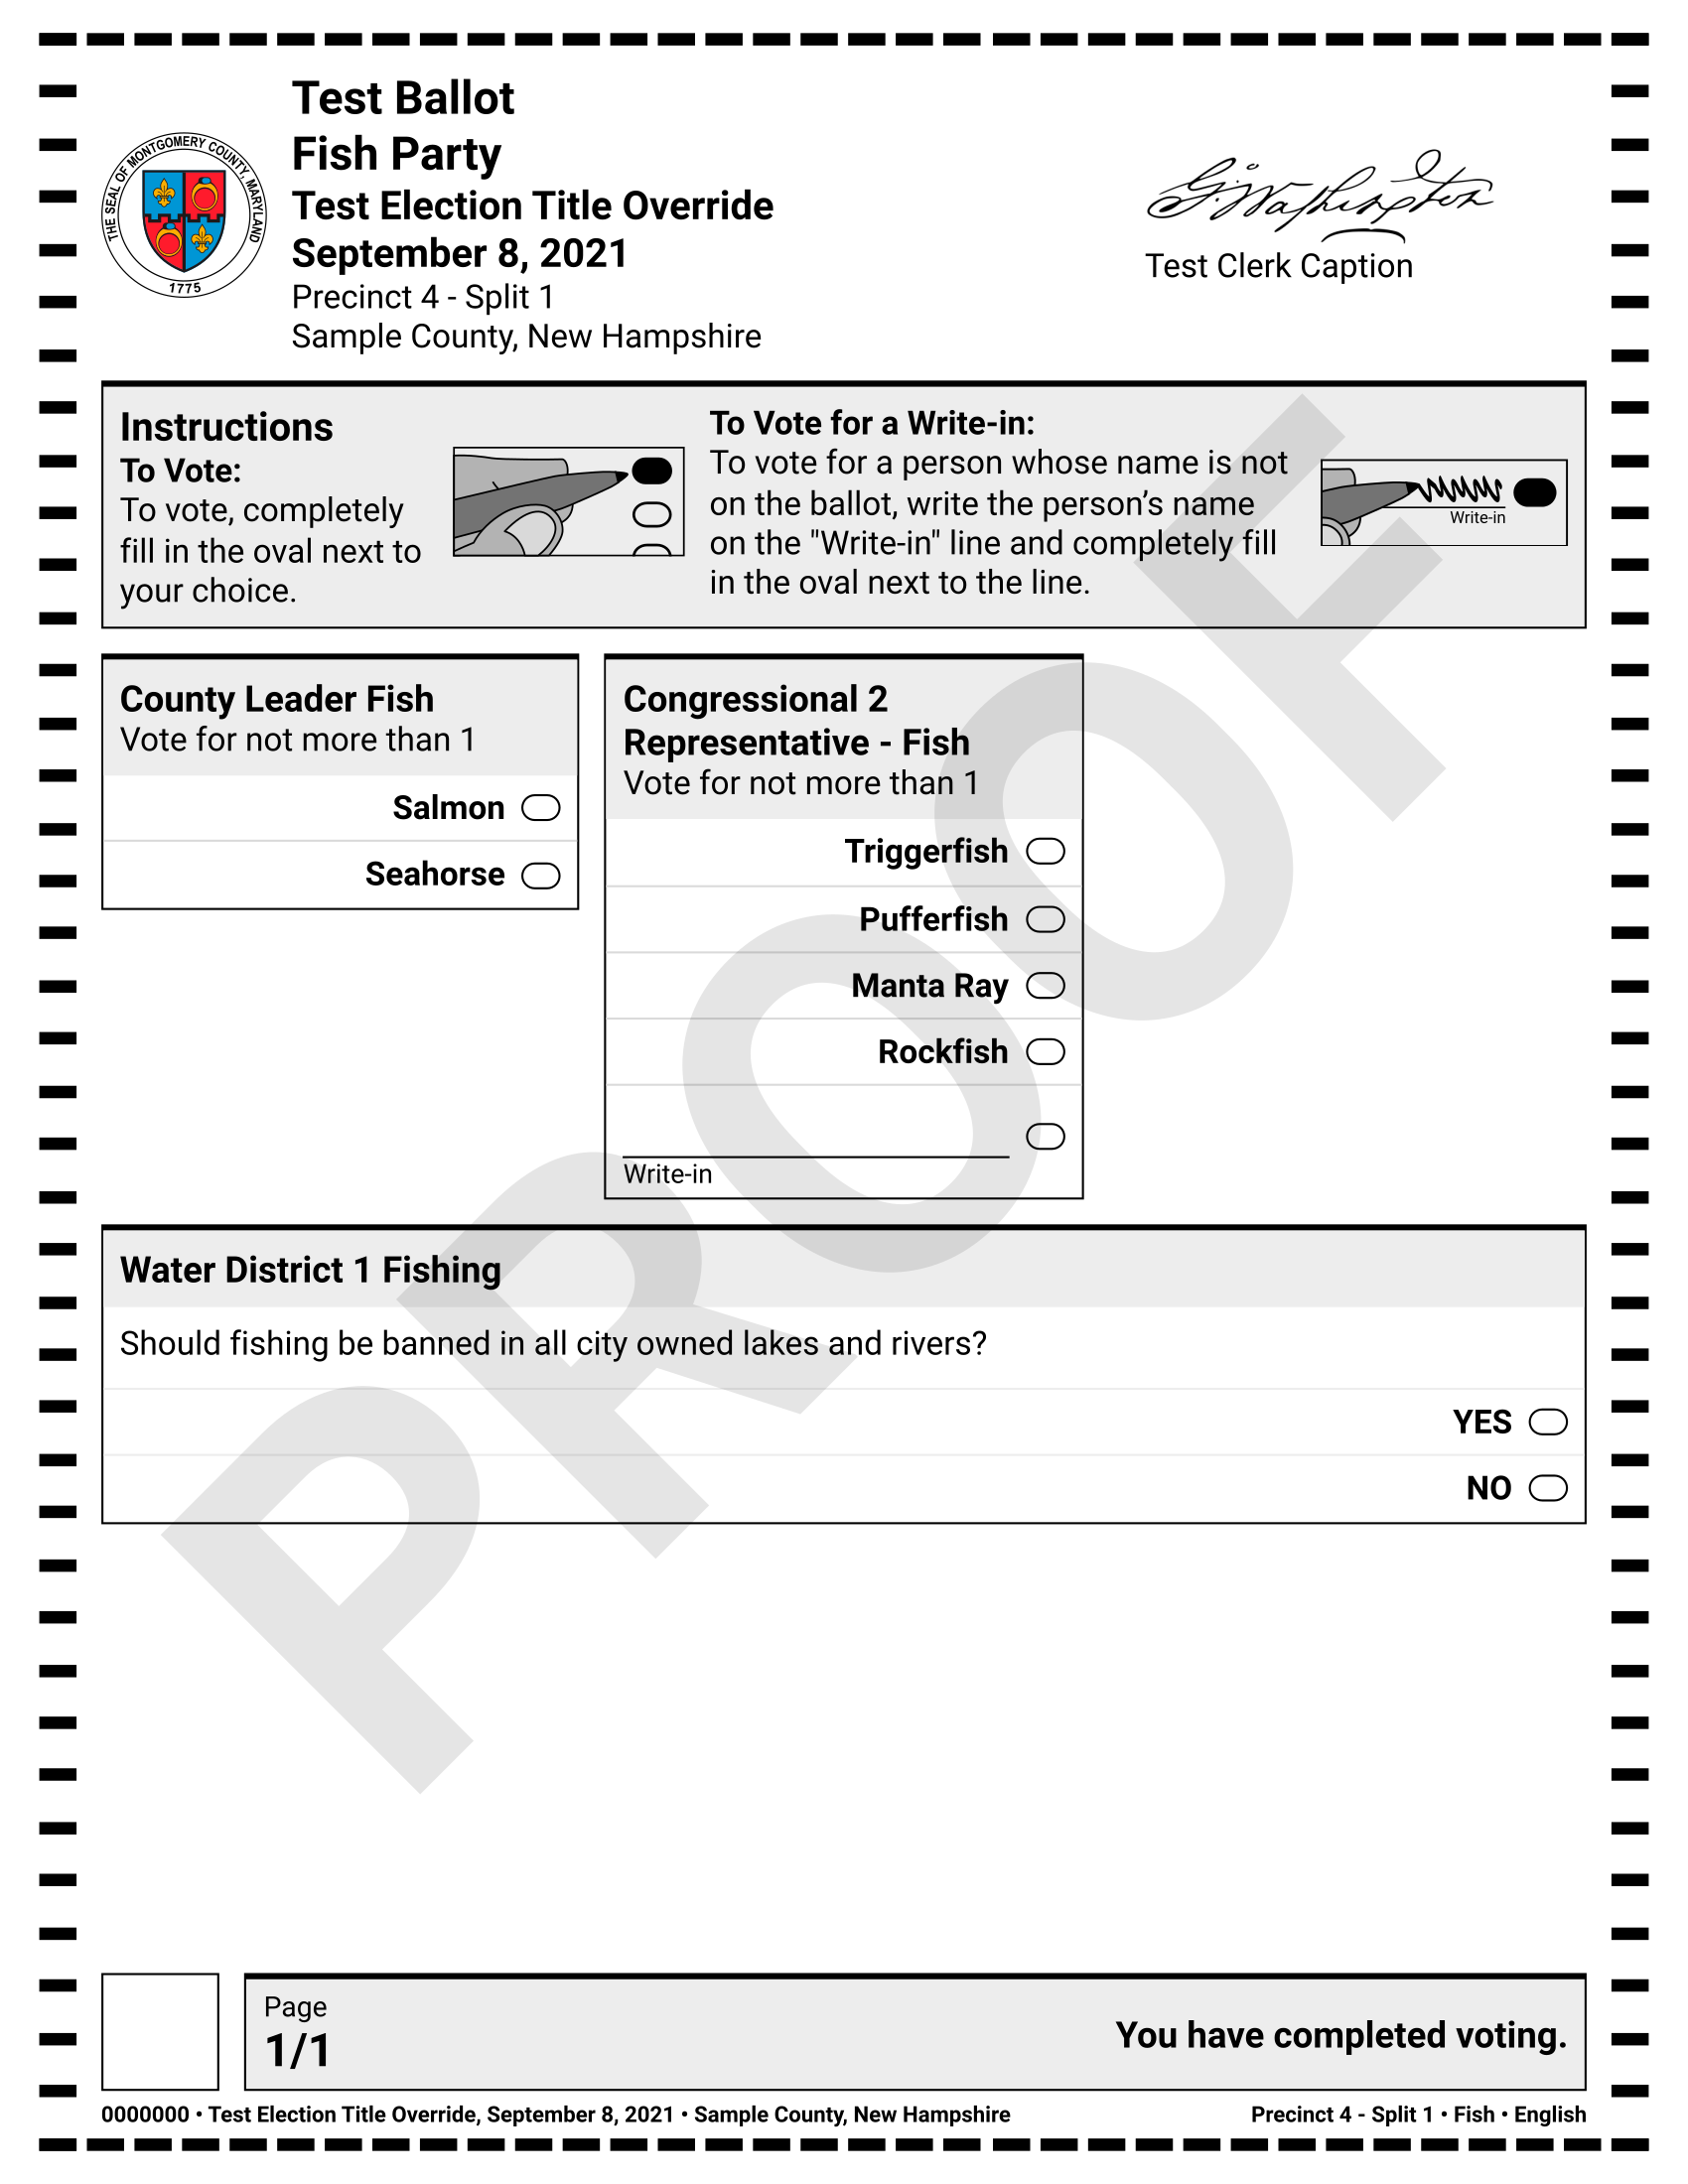 Test Ballot
Fish Party
Test Election Title Override
September 8, 2021
Precinct 4 - Split 1
Sample County, New Hampshire
THE SEAL OF MONTGOMERY COUNTY, MARYLAND
1775
G. Washington
Test Clerk Caption
Instructions
To Vote:
To vote, completely
fill in the oval next to
your choice.
To Vote for a Write-in:
To vote for a person whose name is not
on the ballot, write the person’s name
on the "Write-in" line and completely fill
in the oval next to the line.
Write-in
County Leader Fish
Vote for not more than 1
Salmon
Seahorse
Congressional 2
Representative - Fish
Vote for not more than 1
Triggerfish
Pufferfish
Manta Ray
Rockfish
Write-in
Water District 1 Fishing
Should fishing be banned in all city owned lakes and rivers?
YES
NO
PROOF
Page
1/1
You have completed voting.
0000000 • Test Election Title Override, September 8, 2021 • Sample County, New Hampshire
Precinct 4 - Split 1 • Fish • English